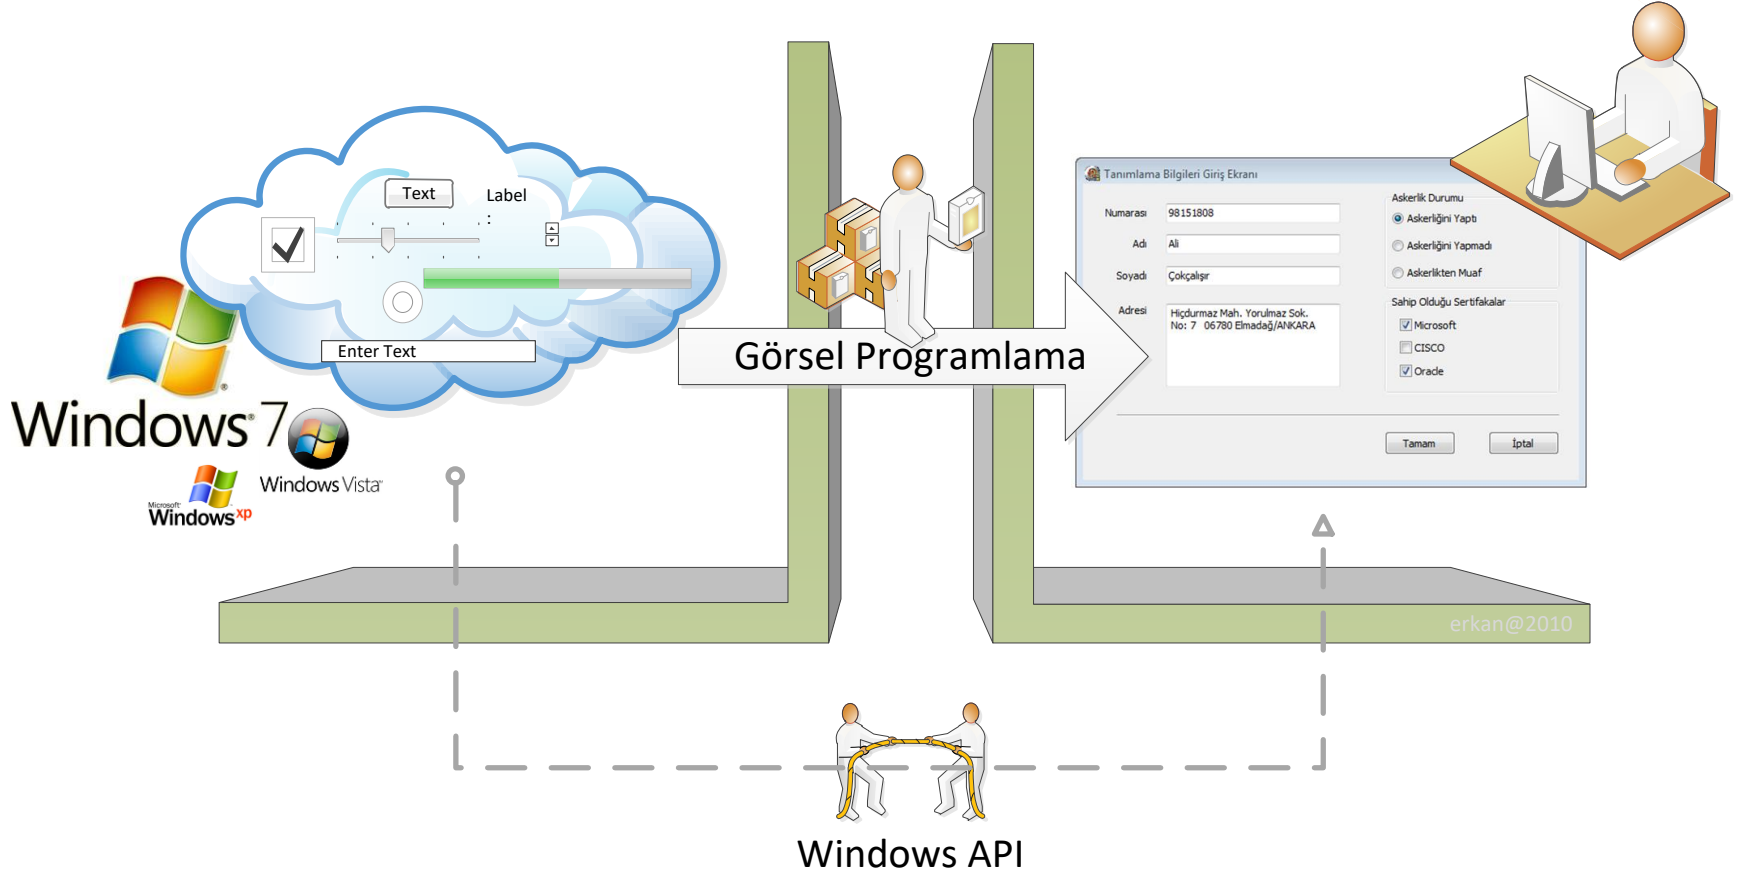 Text
Label
:
Enter Text
Windows 7
Windows Vista
Microsoft
Windows xp
Görsel Programlama
Tanımlama Bilgileri Giriş Ekranı
Numarası 98151808
Adı Ali
Soyadı Çokçalışır
Adresi Hiçdurmaz Mah. Yorulmaz Sok.
No: 7 06780 Elmadağ/ANKARA
Askerlik Durumu
Askerliğini Yaptı
Askerliğini Yapmadı
Askerlikten Muaf
Sahip Olduğu Sertifakalar
Microsoft
CISCO
Oracle
Tamam İptal
erkan@2010
Windows API